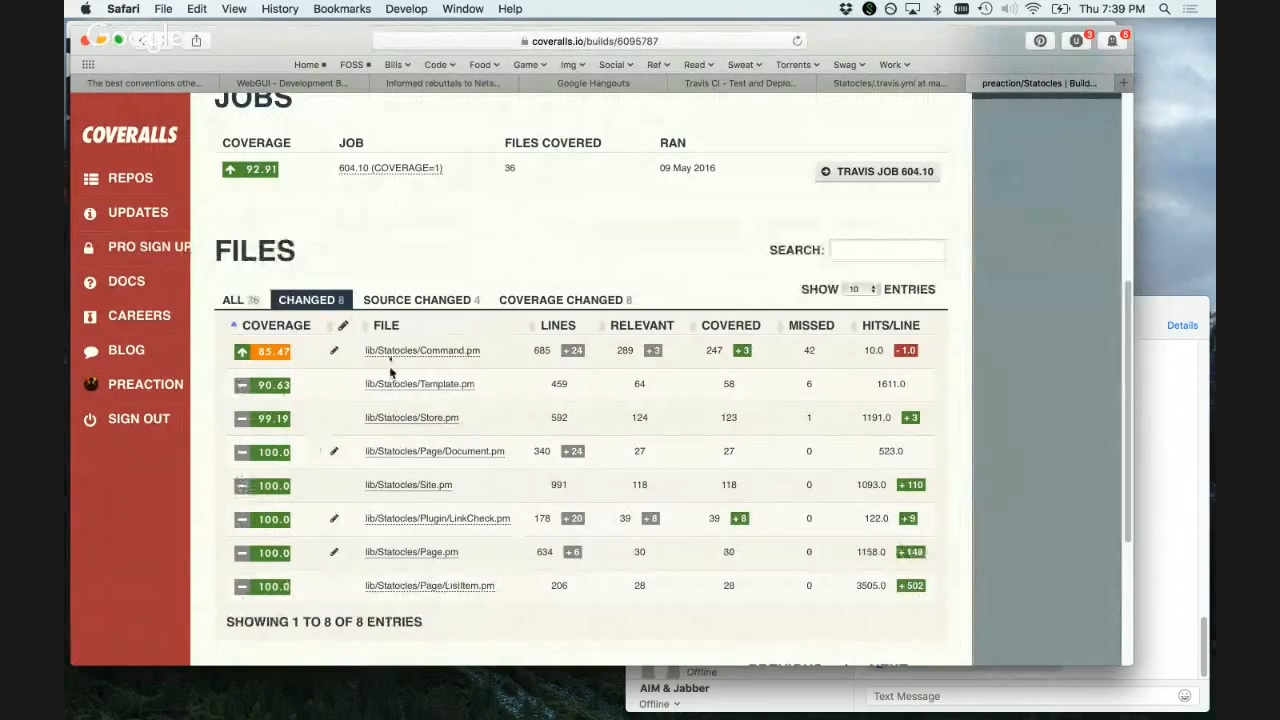 Safari File Edit View History Bookmarks Develop Window Help Thu 7:39 PM
Google
coveralls.io/builds/6095787
3
5
Home FOSS Bills Code Food Game Img Social Ref Read Sweat Torrents Swag Work
The best conventions othe... WebGUI – Development B... Informed rebuttals to Neta... Google Hangouts Travis CI - Test and Deplo... Statocles/.travis.yml at ma... preaction/Statocles | Build...
COVERALLS
REPOS
UPDATES
PRO SIGN UP
DOCS
CAREERS
BLOG
PREACTION
SIGN OUT
JOBS
COVERAGE JOB FILES COVERED RAN
92.91 604.10 (COVERAGE=1) 36 09 May 2016 TRAVIS JOB 604.10
FILES
SEARCH:
SHOW 10 ENTRIES
ALL 36 CHANGED 8 SOURCE CHANGED 4 COVERAGE CHANGED 8
COVERAGE FILE LINES RELEVANT COVERED MISSED HITS/LINE
85.47 lib/Statocles/Command.pm 685 +24 289 +3 247 +3 42 10.0 -1.0
90.63 lib/Statocles/Template.pm 459 64 58 6 1611.0
99.19 lib/Statocles/Store.pm 592 124 123 1 1191.0 +3
100.0 lib/Statocles/Page/Document.pm 340 +24 27 27 0 523.0
100.0 lib/Statocles/Site.pm 991 118 118 0 1093.0 +110
100.0 lib/Statocles/Plugin/LinkCheck.pm 178 +20 39 +8 39 +8 0 122.0 +9
100.0 lib/Statocles/Page.pm 634 +6 30 30 0 1158.0 +148
100.0 lib/Statocles/Page/ListItem.pm 206 28 28 0 3505.0 +502
SHOWING 1 TO 8 OF 8 ENTRIES
Details
Offline
AIM & Jabber
Offline
Text Message